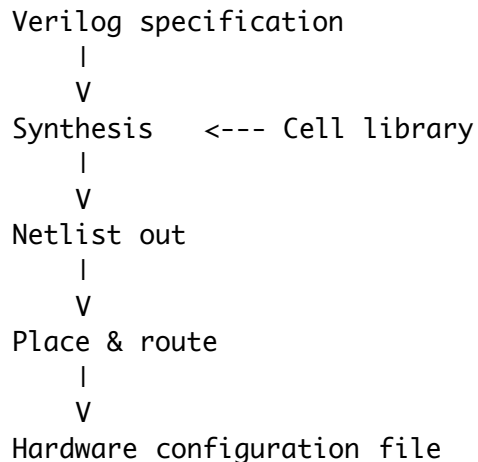 Verilog specification
|
V
Synthesis   <--- Cell library
|
V
Netlist out
|
V
Place & route
|
V
Hardware configuration file